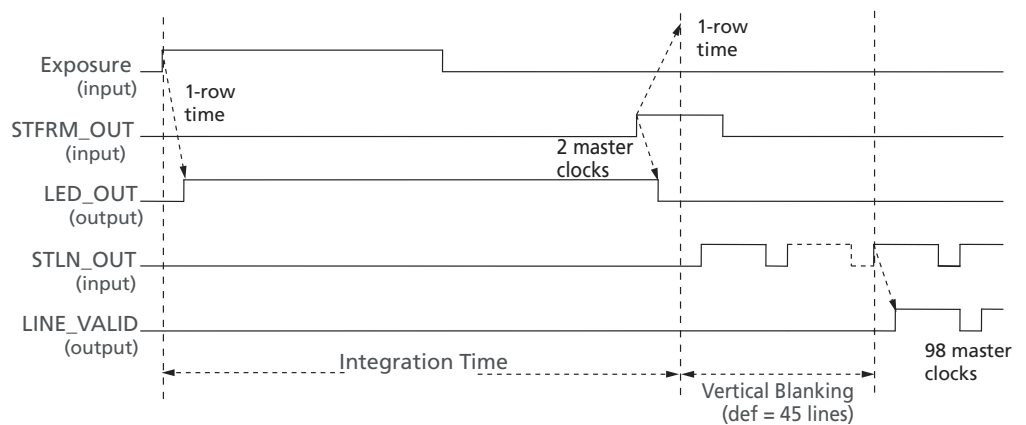 1-row
time
Exposure
(input)
1-row
time
STFRM_OUT
(input)
2 master
clocks
LED_OUT
(output)
STLN_OUT
(input)
LINE_VALID
(output)
98 master
clocks
Integration Time
Vertical Blanking
(def = 45 lines)